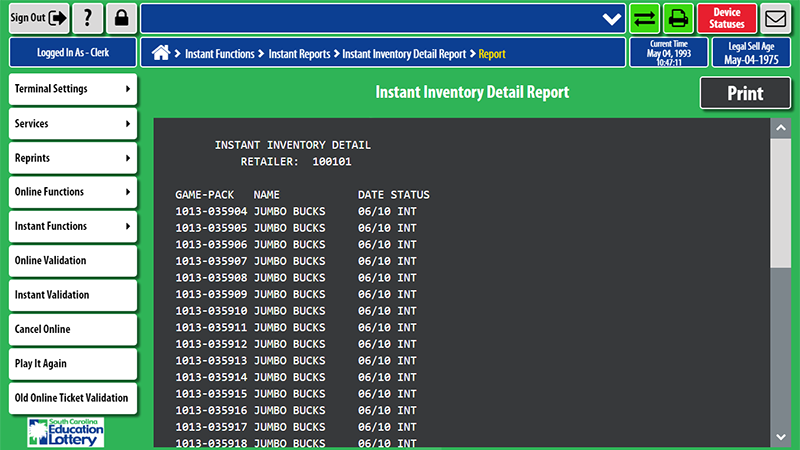 Sign Out
?
Device Statuses
Logged In As - Clerk
Instant Functions > Instant Reports > Instant Inventory Detail Report > Report
Current Time
May 04, 1993
10:47:11
Legal Sell Age
May-04-1975
Terminal Settings
Services
Reprints
Online Functions
Instant Functions
Online Validation
Instant Validation
Cancel Online
Play It Again
Old Online Ticket Validation
South Carolina
Education
Lottery
Instant Inventory Detail Report
Print
INSTANT INVENTORY DETAIL
RETAILER: 100101
GAME-PACK NAME DATE STATUS
1013-035904 JUMBO BUCKS 06/10 INT
1013-035905 JUMBO BUCKS 06/10 INT
1013-035906 JUMBO BUCKS 06/10 INT
1013-035907 JUMBO BUCKS 06/10 INT
1013-035908 JUMBO BUCKS 06/10 INT
1013-035909 JUMBO BUCKS 06/10 INT
1013-035910 JUMBO BUCKS 06/10 INT
1013-035911 JUMBO BUCKS 06/10 INT
1013-035912 JUMBO BUCKS 06/10 INT
1013-035913 JUMBO BUCKS 06/10 INT
1013-035914 JUMBO BUCKS 06/10 INT
1013-035915 JUMBO BUCKS 06/10 INT
1013-035916 JUMBO BUCKS 06/10 INT
1013-035917 JUMBO BUCKS 06/10 INT
1013-035918 JUMBO BUCKS 06/10 INT